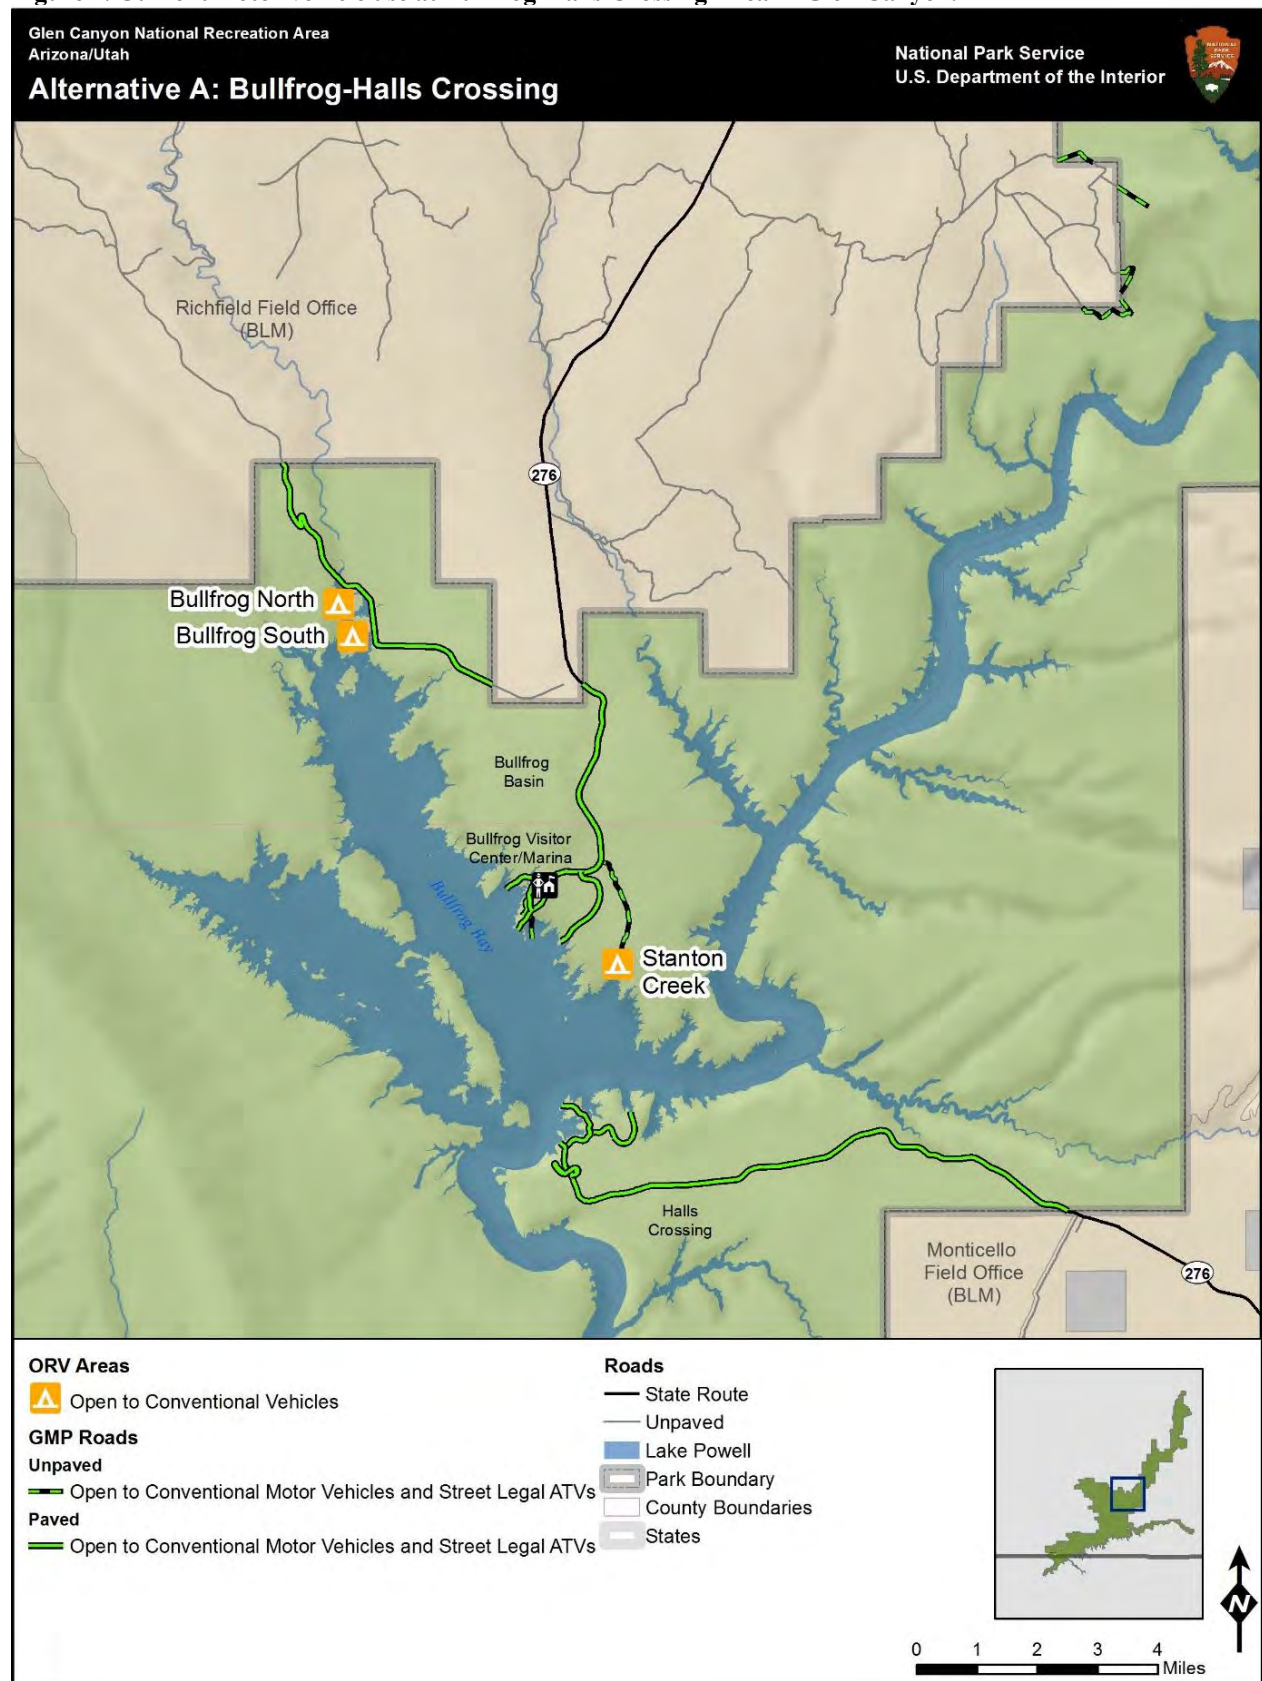 Glen Canyon National Recreation Area
Arizona/Utah
Alternative A: Bullfrog-Halls Crossing
National Park Service
U.S. Department of the Interior
NATIONAL
PARK
SERVICE
Richfield Field Office
(BLM)
276
Bullfrog North
Bullfrog South
Bullfrog
Basin
Bullfrog Visitor
Center/Marina
Bullfrog Bay
Stanton
Creek
Halls
Crossing
Monticello
Field Office
(BLM)
276
ORV Areas
Open to Conventional Vehicles
GMP Roads
Unpaved
Open to Conventional Motor Vehicles and Street Legal ATVs
Paved
Open to Conventional Motor Vehicles and Street Legal ATVs
Roads
State Route
Unpaved
Lake Powell
Park Boundary
County Boundaries
States
N
0 1 2 3 4
Miles